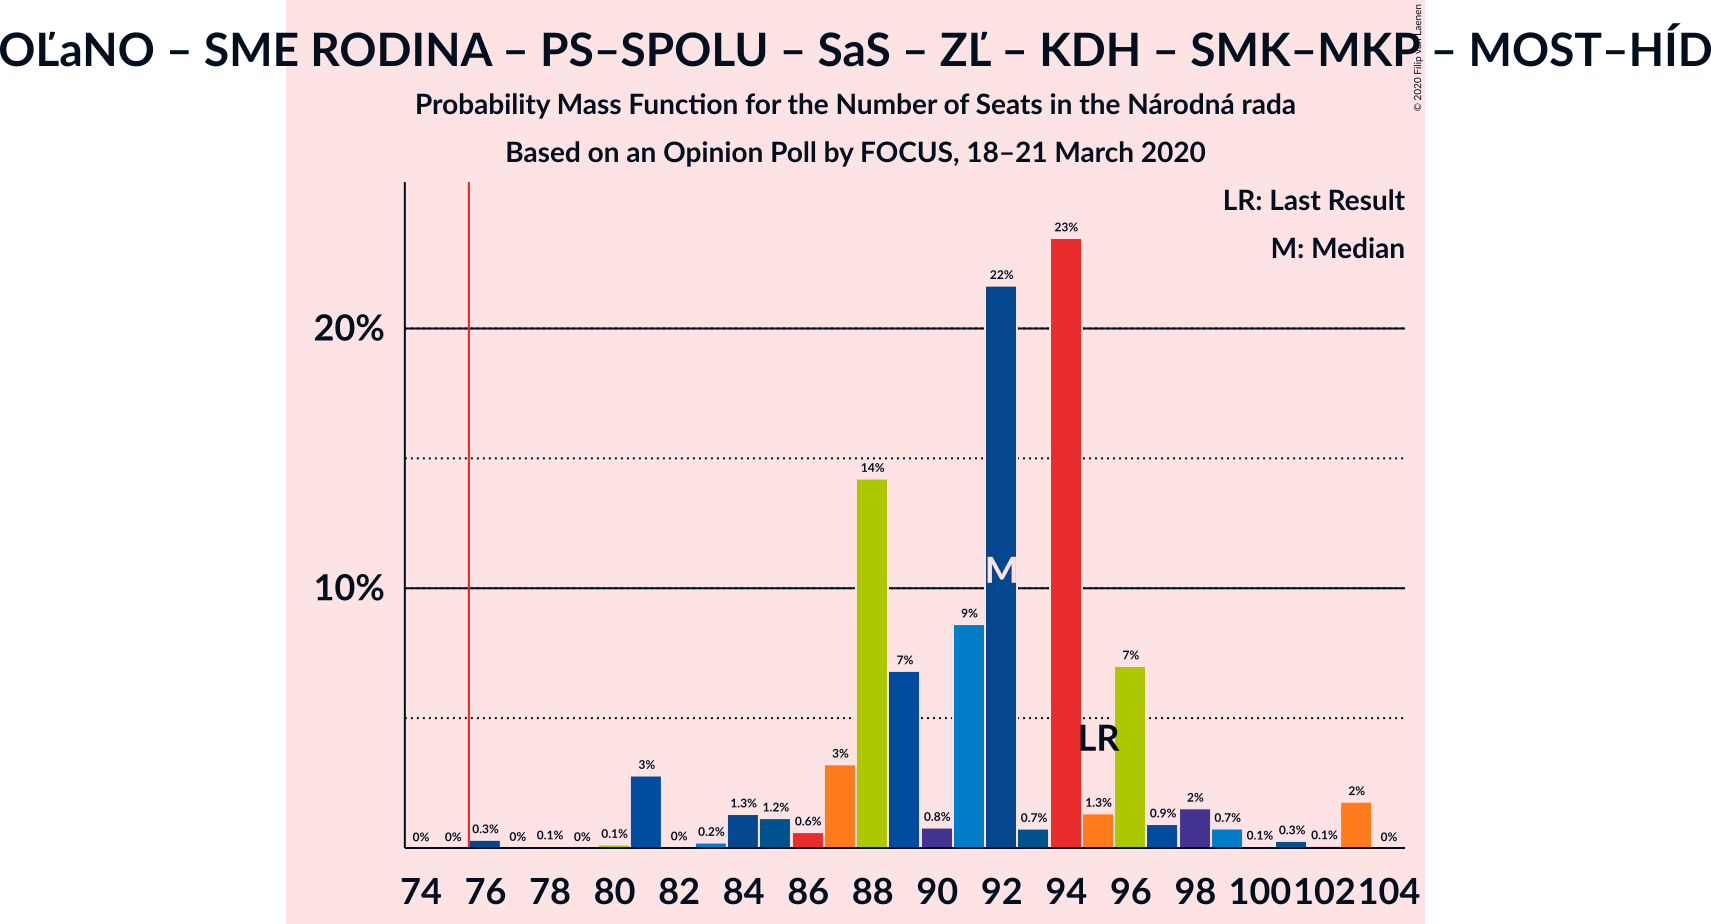 OĽaNO – SME RODINA – PS–SPOLU – SaS – ZĽ – KDH – SMK–MKP – MOST–HÍD
Probability Mass Function for the Number of Seats in the Národná rada
Based on an Opinion Poll by FOCUS, 18–21 March 2020
© 2020 Filip van Laenen
LR: Last Result
M: Median
20%
10%
0% 0% 0.3% 0% 0.1% 0% 0.1% 3% 0% 0.2% 1.3% 1.2% 0.6% 3% 14% 7% 0.8% 9% 22% 0.7% 23% 1.3% 7% 0.9% 2% 0.7% 0.1% 0.3% 0.1% 2% 0%
M
LR
74 76 78 80 82 84 86 88 90 92 94 96 98 100 102 104